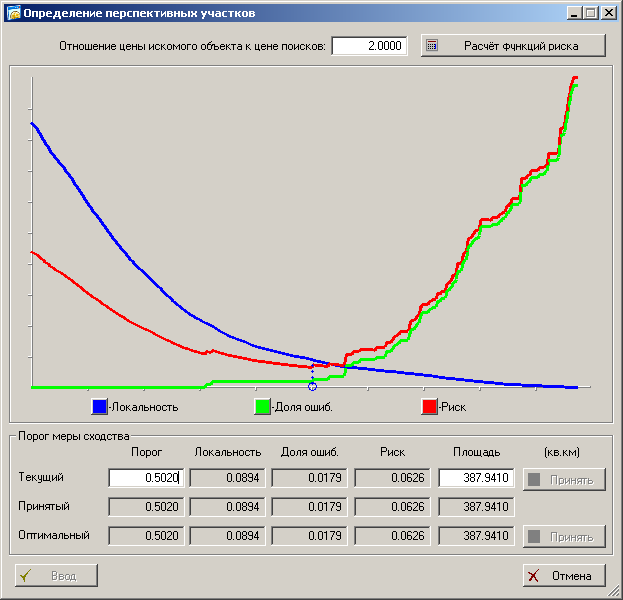 Определение перспективных участков
Отношение цены искомого объекта к цене поисков: 2.0000 Расчёт функций риска
-Локальность -Доля ошиб. -Риск
Порог меры сходства
Порог Локальность Доля ошиб. Риск Площадь (кв.км)
Текущий 0.5020 0.0894 0.0179 0.0626 387.9410 Принять
Принятый 0.5020 0.0894 0.0179 0.0626 387.9410
Оптимальный 0.5020 0.0894 0.0179 0.0626 387.9410 Принять
Ввод Отмена